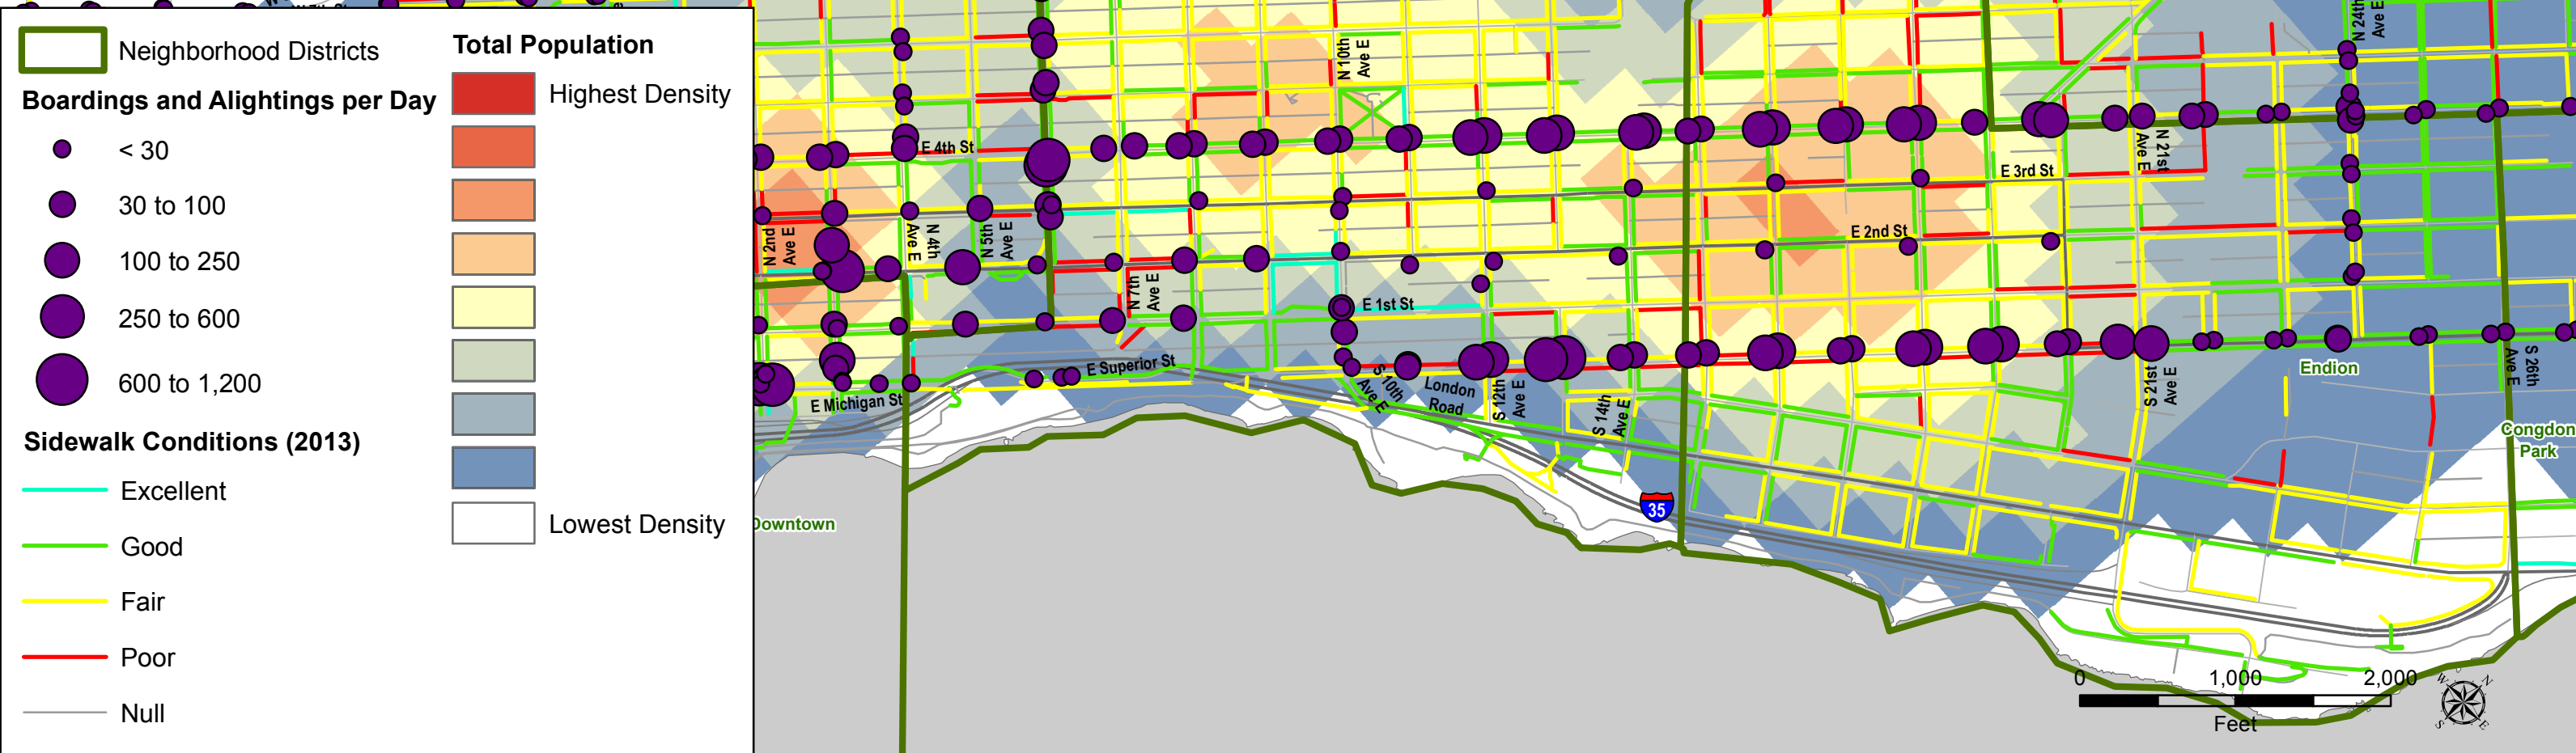 Neighborhood Districts
Boardings and Alightings per Day
< 30
30 to 100
100 to 250
250 to 600
600 to 1,200
Sidewalk Conditions (2013)
Excellent
Good
Fair
Poor
Null
Total Population
Highest Density
Lowest Density
N 10th
Ave E
N 24th
Ave E
E 4th St
N 21st
Ave E
E 3rd St
N 2nd
Ave E
N 4th
Ave E
N 5th
Ave E
E 2nd St
N 7th
Ave E
E 1st St
E Superior St
E Michigan St
S 10th
Ave E
London
Road
S 12th
Ave E
S 14th
Ave E
S 21st
Ave E
Endion
S 26th
Ave E
Congdon
Park
35
Downtown
0 1,000 2,000
Feet
N
W
E
S